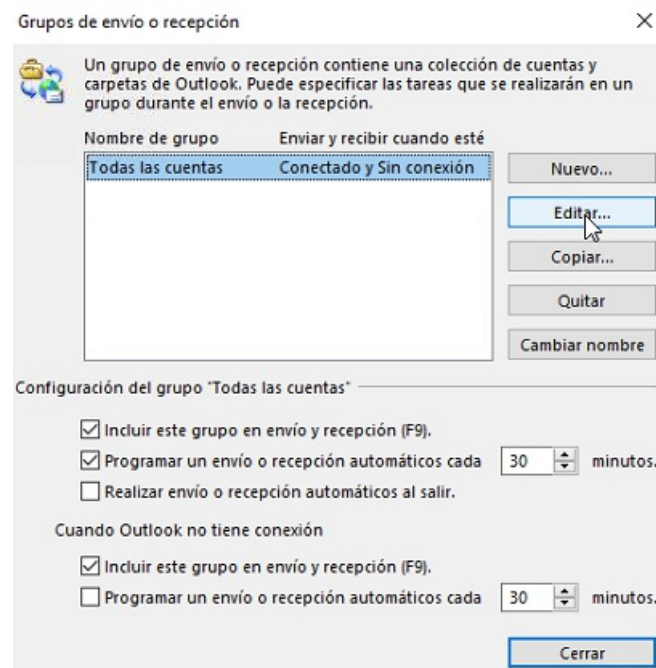 Grupos de envío o recepción
Un grupo de envío o recepción contiene una colección de cuentas y
carpetas de Outlook. Puede especificar las tareas que se realizarán en un
grupo durante el envío o la recepción.
Nombre de grupo Enviar y recibir cuando esté
Todas las cuentas Conectado y Sin conexión
Nuevo...
Editar...
Copiar...
Quitar
Cambiar nombre
Configuración del grupo "Todas las cuentas"
Incluir este grupo en envío y recepción (F9).
Programar un envío o recepción automáticos cada 30 minutos.
Realizar envío o recepción automáticos al salir.
Cuando Outlook no tiene conexión
Incluir este grupo en envío y recepción (F9).
Programar un envío o recepción automáticos cada 30 minutos.
Cerrar